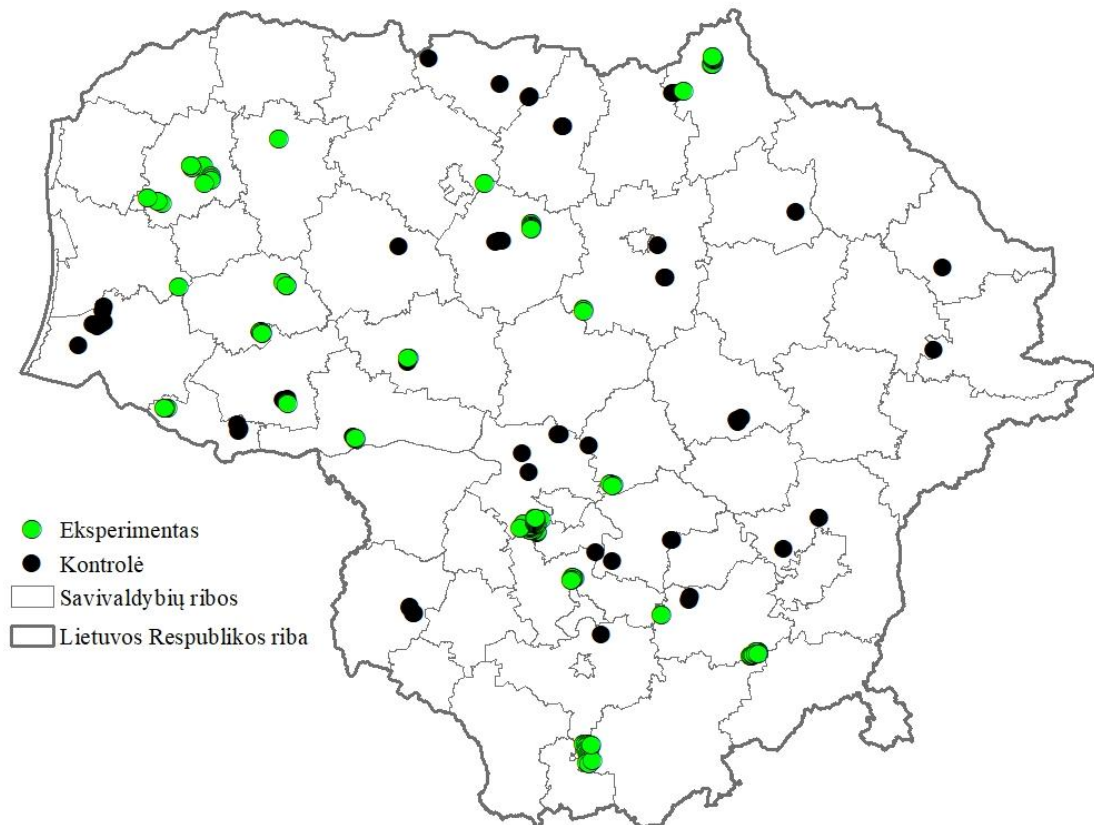 Eksperimentas
Kontrolė
Savivaldybių ribos
Lietuvos Respublikos riba